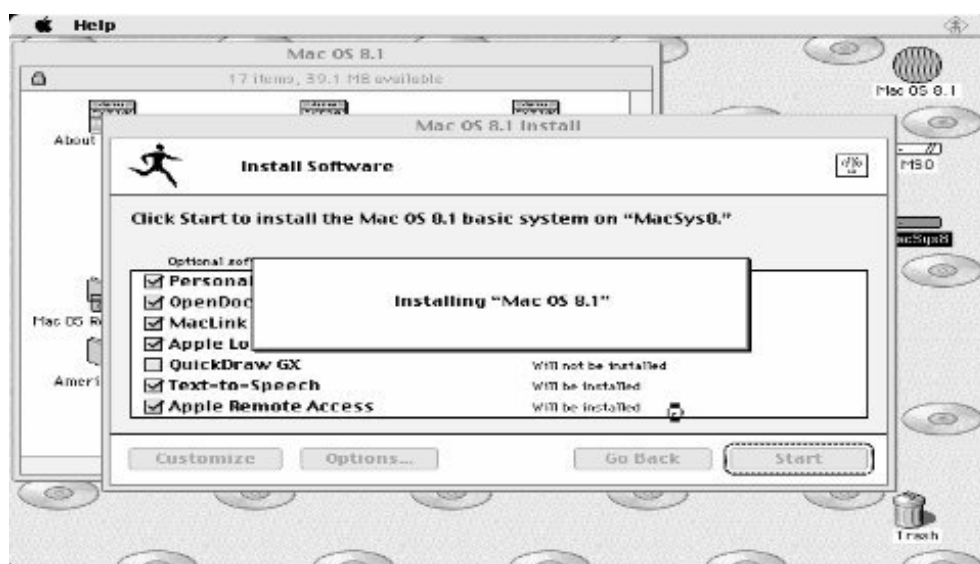 Help
Mac OS 8.1
17 items, 39.1 MB available
Mac OS 8.1
About
Mac OS 8.1 Install
Install Software
Click Start to install the Mac OS 8.1 basic system on “MacSys8.”
Optional
Personal
OpenDoc
Installing “Mac OS 8.1”
MacLink
Mac OS
Apple Lo
QuickDraw GX Will not be installed
Ameri
Text-to-Speech Will be installed
Apple Remote Access Will be installed
Customize Options... Go Back Start
Trash